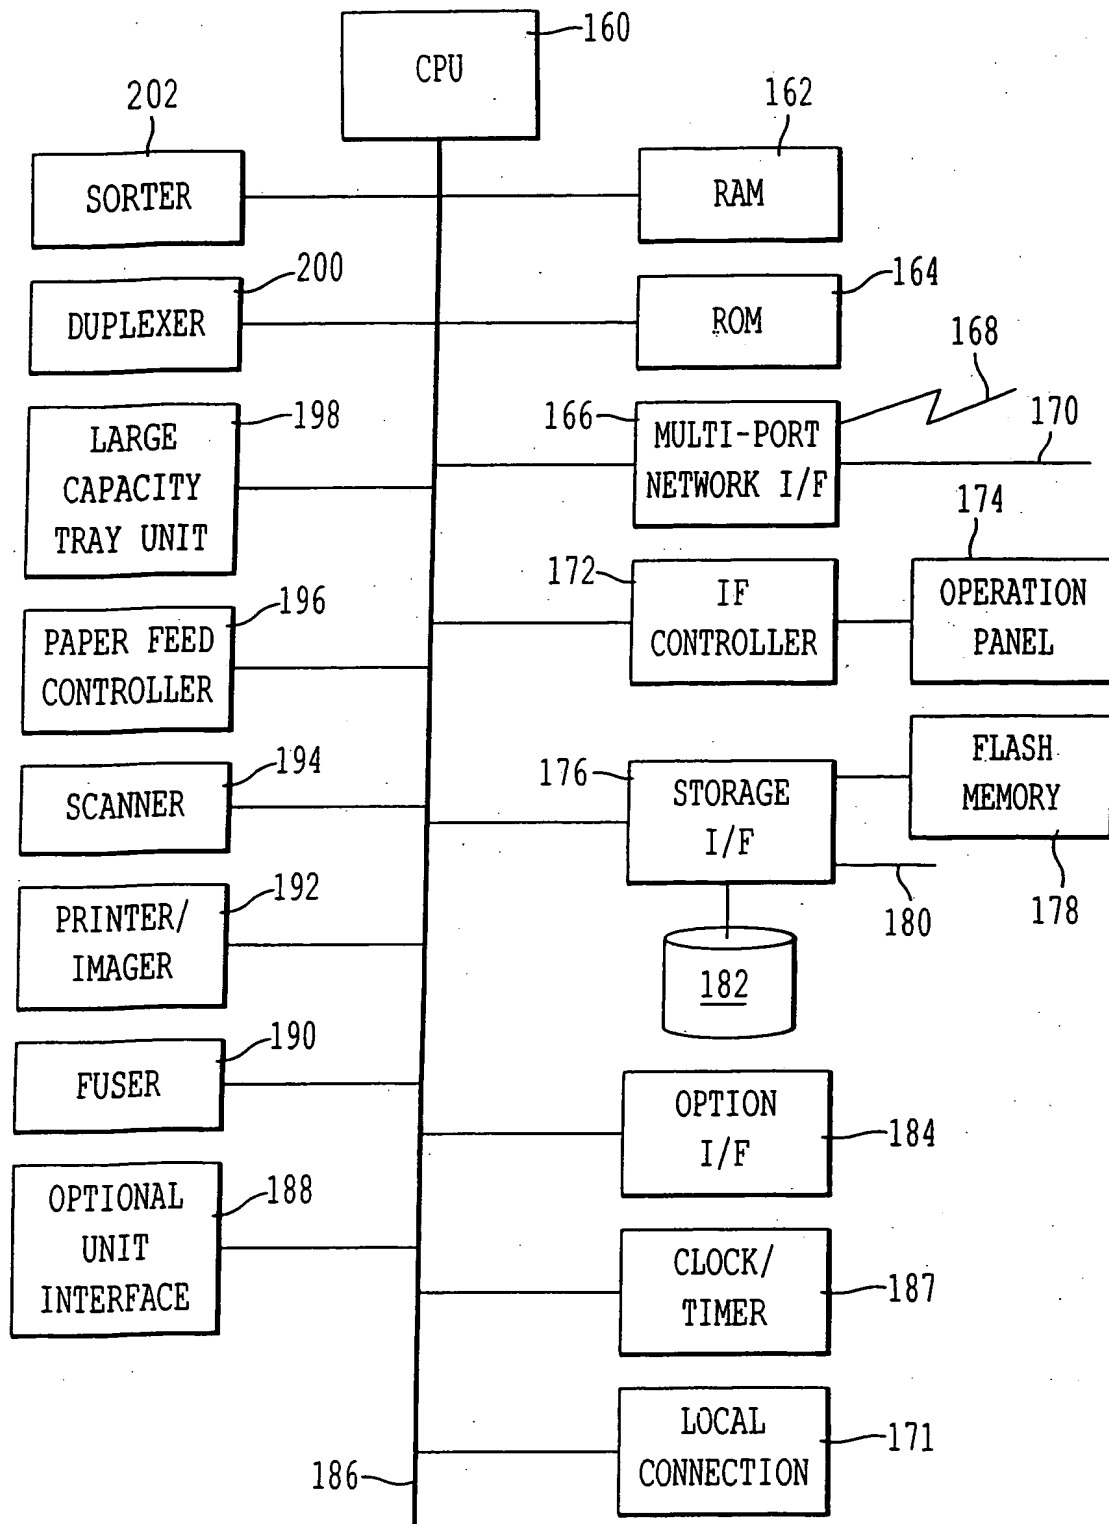 160
CPU
202
162
SORTER
RAM
200
164
DUPLEXER
ROM
168
198
166
170
LARGE
CAPACITY
TRAY UNIT
MULTI-PORT
NETWORK I/F
174
172
196
IF
CONTROLLER
OPERATION
PANEL
PAPER FEED
CONTROLLER
194
176
SCANNER
STORAGE
I/F
FLASH
MEMORY
192
180
178
PRINTER/
IMAGER
182
190
FUSER
OPTION
I/F
184
188
OPTIONAL
UNIT
INTERFACE
CLOCK/
TIMER
187
LOCAL
CONNECTION
171
186